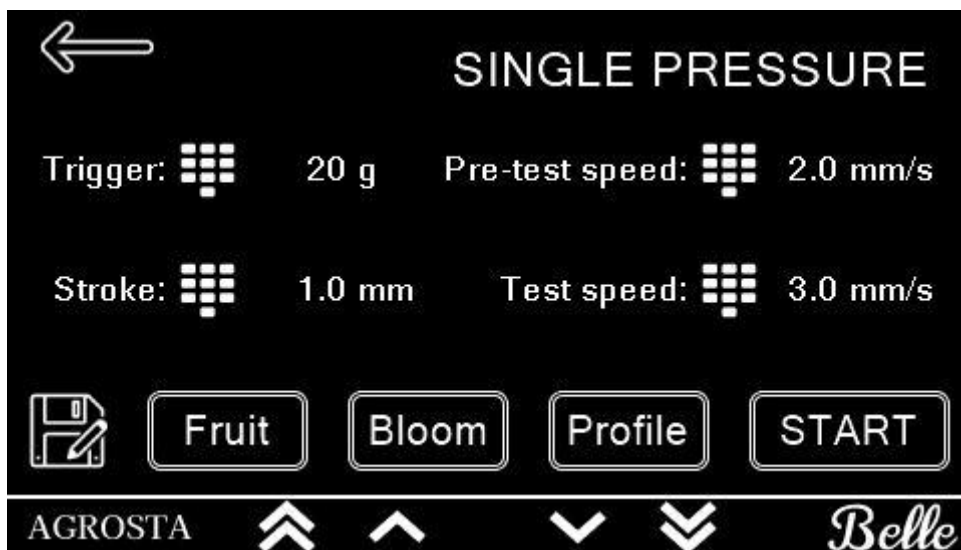 SINGLE PRESSURE
Trigger: 20 g Pre-test speed: 2.0 mm/s
Stroke: 1.0 mm Test speed: 3.0 mm/s
Fruit Bloom Profile START
AGROSTA Belle